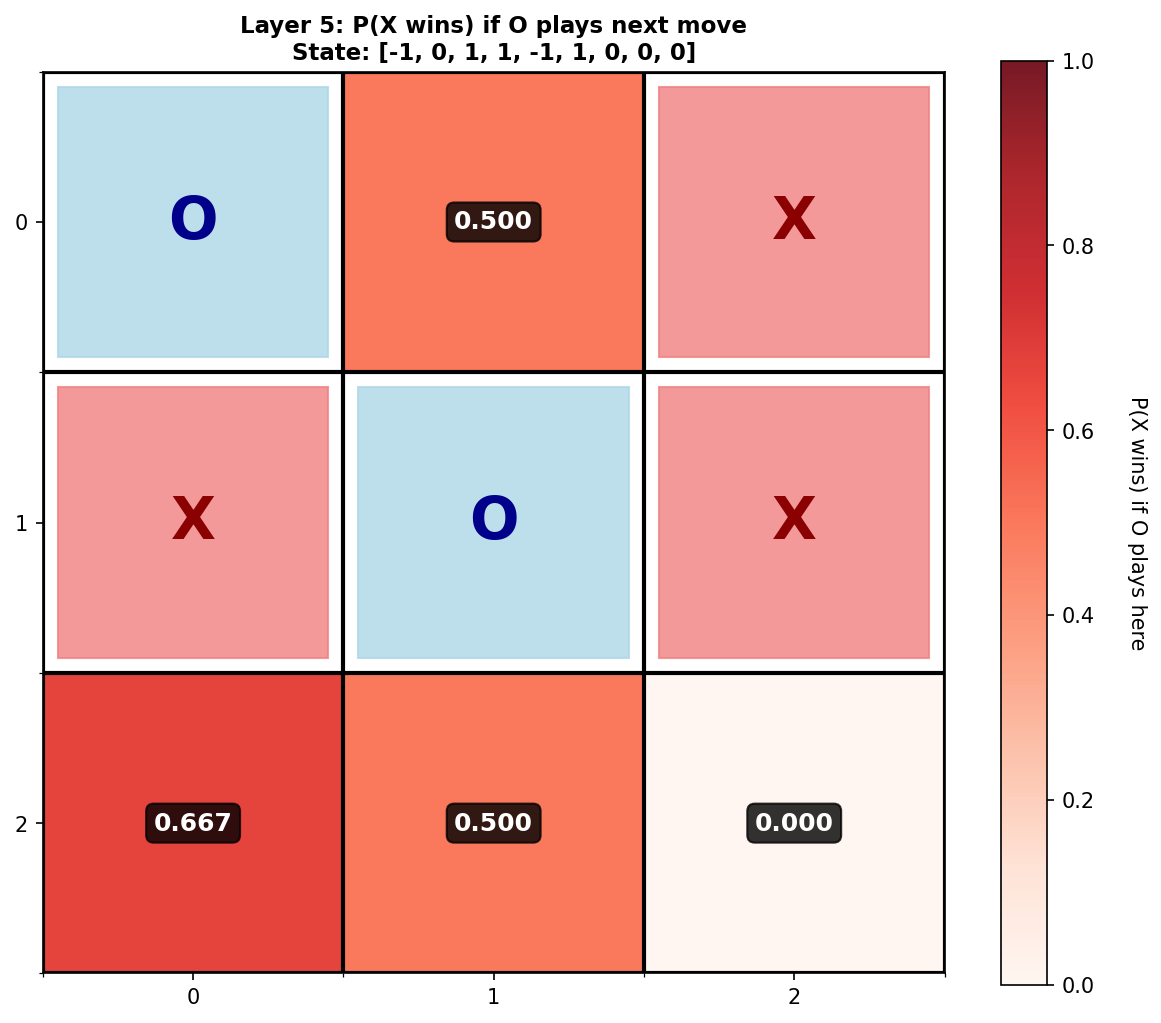 Layer 5: P(X wins) if O plays next move
State: [-1, 0, 1, 1, -1, 1, 0, 0, 0]
0
O
0.500
X
1
X
O
X
2
0.667
0.500
0.000
0
1
2
1.0
0.8
0.6
0.4
0.2
0.0
P(X wins) if O plays here